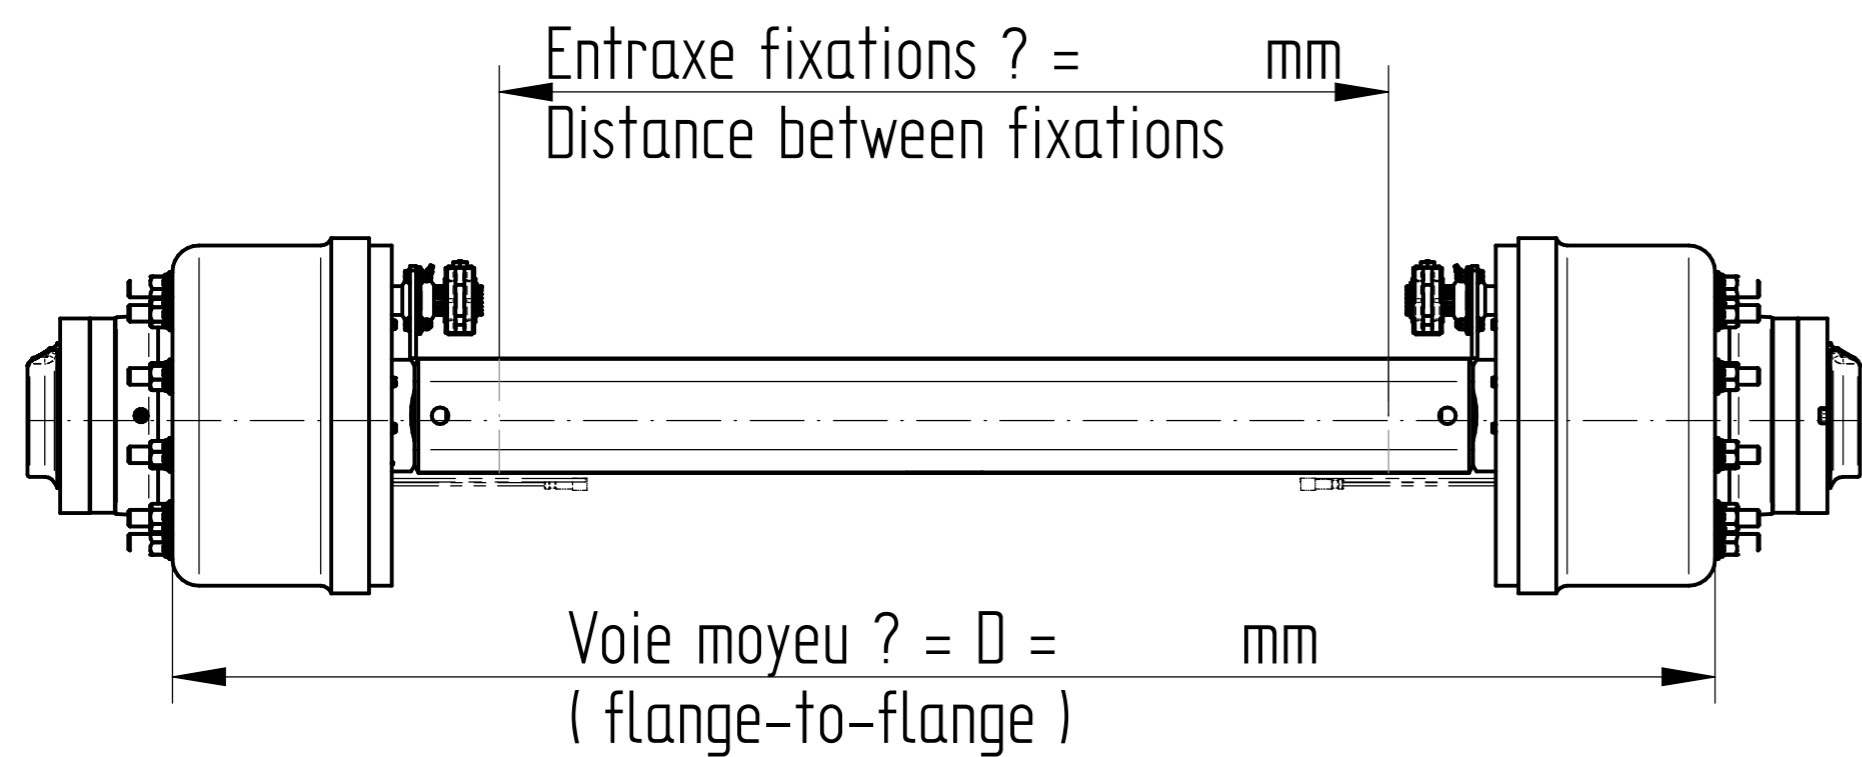 Entraxe fixations ? = mm
Distance between fixations
Voie moyeu ? = D = mm
( flange-to-flange )